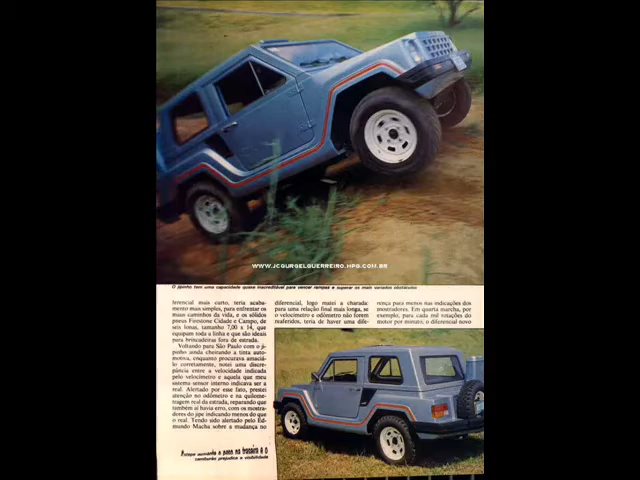 WWW.JCGURGELGUERREIRO.HPG.COM.BR
O jipinho tem uma capacidade quase inacreditável para vencer rampas e superar os mais variados obstáculos
ferencial mais curto, teria acaba-
mento mais simples, para enfrentar os
maus caminhos da vida, e os sólidos
pneus Firestone Cidade e Campo, de
seis lonas, tamanho 7,00 x 14, que
equipam toda a linha e que são ideais
para brincadeiras fora de estrada.
Voltando para São Paulo com o ji-
pinho ainda cheirando a tinta auto-
motiva, enquanto procurava amaciá-
lo corretamente, notei uma discre-
pância entre a velocidade indicada
pelo velocímetro e aquela que meu
sistema sensor interno indicava ser a
real. Alertado por esse fato, prestei
atenção no odômetro e na quilome-
tragem real da estrada, reparando que
também aí havia erro, com os mostra-
dores do jipe indicando menos do que
o real. Tendo sido alertado pelo Ed-
mundo Macha sobre a mudança no
diferencial, logo matei a charada:
para uma relação final mais longa, se
o velocímetro e odômetro não forem
reaferidos, teria de haver uma dife-
rença para menos nas indicações dos
mostradores. Em quarta marcha, por
exemplo, para cada mil rotações do
motor por minuto, o diferencial novo
o peso na traseira e o
prejudica a visibilidade